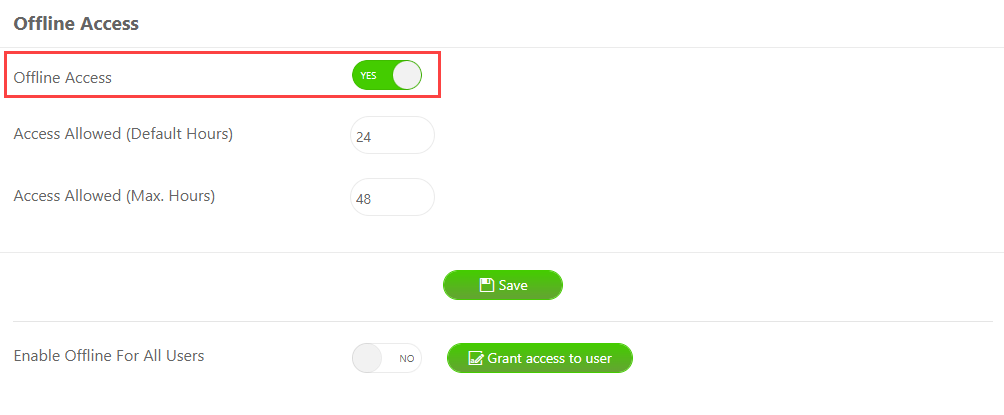 Offline Access
Offline Access YES
Access Allowed (Default Hours) 24
Access Allowed (Max. Hours) 48
Save
Enable Offline For All Users NO Grant access to user